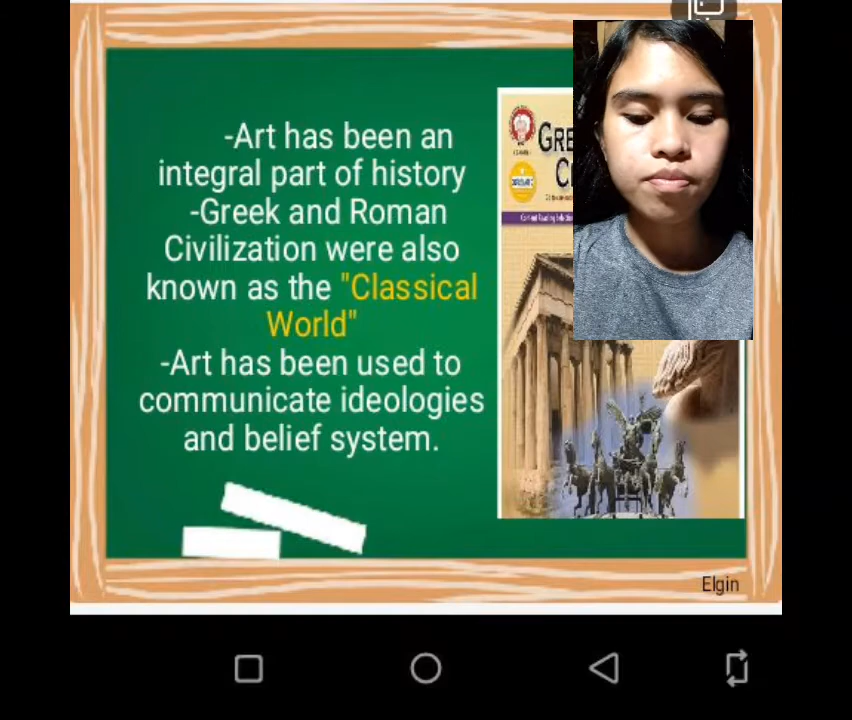 -Art has been an
integral part of history
-Greek and Roman
Civilization were also
known as the "Classical
World"
-Art has been used to
communicate ideologies
and belief system.
Elgin